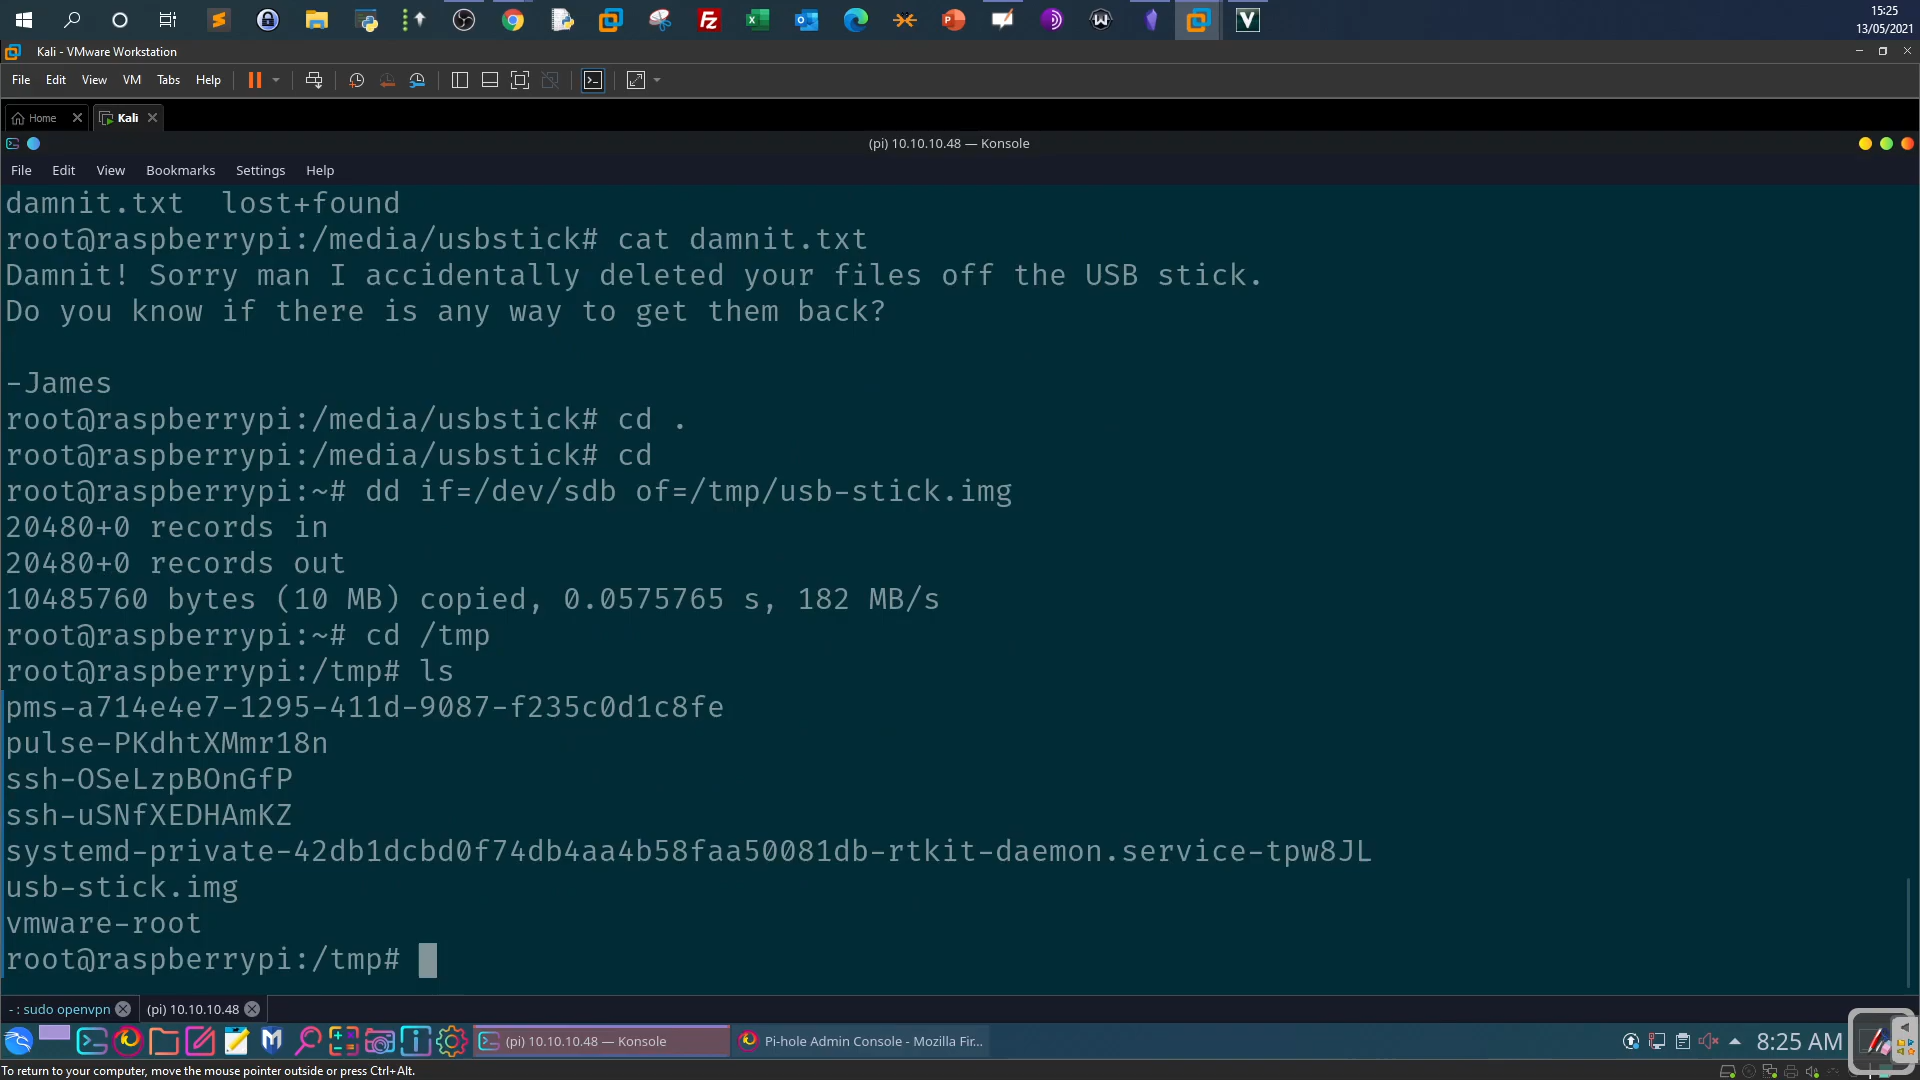 15:25
13/05/2021
Kali - VMware Workstation
File Edit View VM Tabs Help
Home Kali
(pi) 10.10.10.48 — Konsole
File Edit View Bookmarks Settings Help
damnit.txt  lost+found
root@raspberrypi:/media/usbstick# cat damnit.txt
Damnit! Sorry man I accidentally deleted your files off the USB stick.
Do you know if there is any way to get them back?
-James
root@raspberrypi:/media/usbstick# cd .
root@raspberrypi:/media/usbstick# cd
root@raspberrypi:~# dd if=/dev/sdb of=/tmp/usb-stick.img
20480+0 records in
20480+0 records out
10485760 bytes (10 MB) copied, 0.0575765 s, 182 MB/s
root@raspberrypi:~# cd /tmp
root@raspberrypi:/tmp# ls
pms-a714e4e7-1295-411d-9087-f235c0d1c8fe
pulse-PKdhtXMmr18n
ssh-OSeLzpBOnGfP
ssh-uSNfXEDHAmKZ
systemd-private-42db1dcbd0f74db4aa4b58faa50081db-rtkit-daemon.service-tpw8JL
usb-stick.img
vmware-root
root@raspberrypi:/tmp#
- : sudo openvpn (pi) 10.10.10.48
(pi) 10.10.10.48 — Konsole Pi-hole Admin Console - Mozilla Fir... 8:25 AM
To return to your computer, move the mouse pointer outside or press Ctrl+Alt.